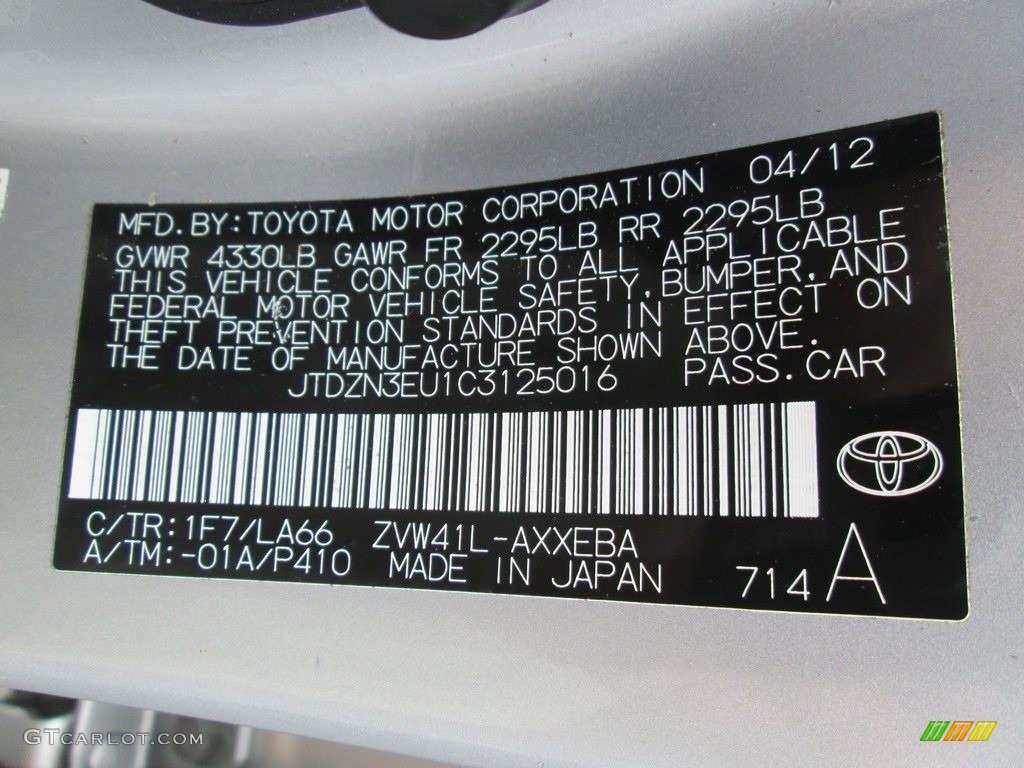 MFD. BY: TOYOTA MOTOR CORPORATION 04/12
GVWR 4330LB GAWR FR 2295LB RR 2295LB
THIS VEHICLE CONFORMS TO ALL APPLICABLE
FEDERAL MOTOR VEHICLE SAFETY, BUMPER, AND
THEFT PREVENTION STANDARDS IN EFFECT ON
THE DATE OF MANUFACTURE SHOWN ABOVE.
JTDZN3EU1C3125016 PASS. CAR
C/TR: 1F7/LA66 ZVW41L-AXXEBA
A/TM: -01A/P410 MADE IN JAPAN 714 A
GTCARLOT.COM